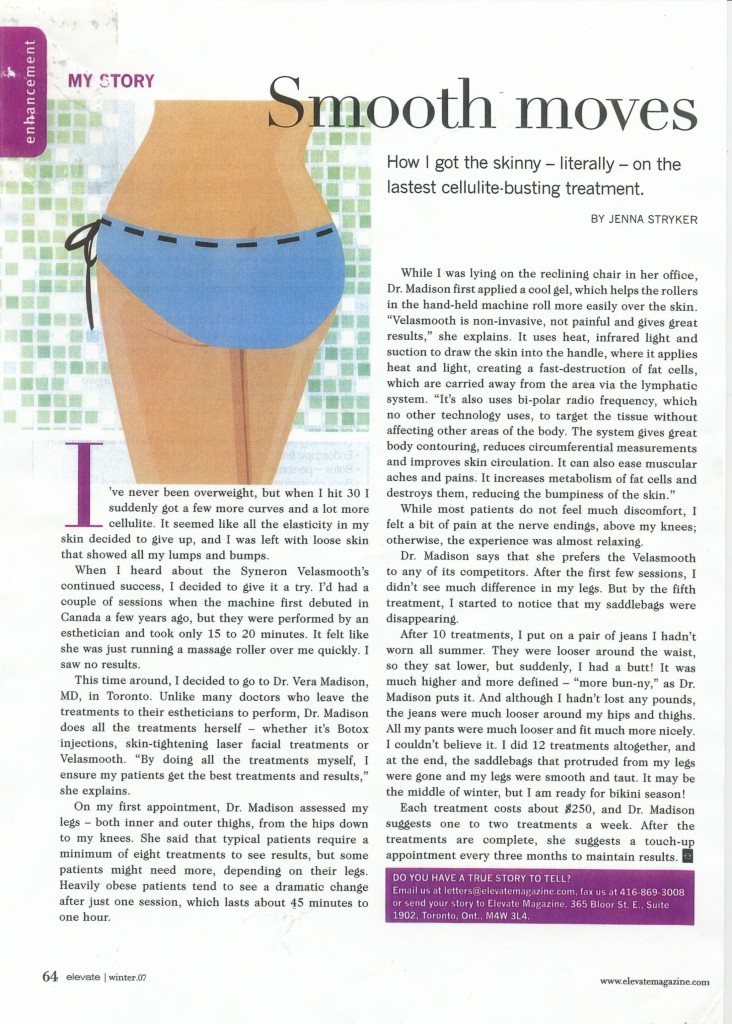 enhancement
MY STORY
Smooth moves
How I got the skinny – literally – on the
lastest cellulite-busting treatment.
BY JENNA STRYKER
I've never been overweight, but when I hit 30 I
suddenly got a few more curves and a lot more
cellulite. It seemed like all the elasticity in my
skin decided to give up, and I was left with loose skin
that showed all my lumps and bumps.
When I heard about the Syneron Velasmooth's
continued success, I decided to give it a try. I'd had a
couple of sessions when the machine first debuted in
Canada a few years ago, but they were performed by an
esthetician and took only 15 to 20 minutes. It felt like
she was just running a massage roller over me quickly. I
saw no results.
This time around, I decided to go to Dr. Vera Madison,
MD, in Toronto. Unlike many doctors who leave the
treatments to their estheticians to perform, Dr. Madison
does all the treatments herself – whether it's Botox
injections, skin-tightening laser facial treatments or
Velasmooth. “By doing all the treatments myself, I
ensure my patients get the best treatments and results,”
she explains.
On my first appointment, Dr. Madison assessed my
legs – both inner and outer thighs, from the hips down
to my knees. She said that typical patients require a
minimum of eight treatments to see results, but some
patients might need more, depending on their legs.
Heavily obese patients tend to see a dramatic change
after just one session, which lasts about 45 minutes to
one hour.
While I was lying on the reclining chair in her office,
Dr. Madison first applied a cool gel, which helps the rollers
in the hand-held machine roll more easily over the skin.
“Velasmooth is non-invasive, not painful and gives great
results,” she explains. It uses heat, infrared light and
suction to draw the skin into the handle, where it applies
heat and light, creating a fast-destruction of fat cells,
which are carried away from the area via the lymphatic
system. “It's also uses bi-polar radio frequency, which
no other technology uses, to target the tissue without
affecting other areas of the body. The system gives great
body contouring, reduces circumferential measurements
and improves skin circulation. It can also ease muscular
aches and pains. It increases metabolism of fat cells and
destroys them, reducing the bumpiness of the skin.”
While most patients do not feel much discomfort, I
felt a bit of pain at the nerve endings, above my knees;
otherwise, the experience was almost relaxing.
Dr. Madison says that she prefers the Velasmooth
to any of its competitors. After the first few sessions, I
didn't see much difference in my legs. But by the fifth
treatment, I started to notice that my saddlebags were
disappearing.
After 10 treatments, I put on a pair of jeans I hadn't
worn all summer. They were looser around the waist,
so they sat lower, but suddenly, I had a butt! It was
much higher and more defined – “more bun-ny,” as Dr.
Madison puts it. And although I hadn't lost any pounds,
the jeans were much looser around my hips and thighs.
All my pants were much looser and fit much more nicely.
I couldn't believe it. I did 12 treatments altogether, and
at the end, the saddlebags that protruded from my legs
were gone and my legs were smooth and taut. It may be
the middle of winter, but I am ready for bikini season!
Each treatment costs about $250, and Dr. Madison
suggests one to two treatments a week. After the
treatments are complete, she suggests a touch-up
appointment every three months to maintain results. e
DO YOU HAVE A TRUE STORY TO TELL?
Email us at letters@elevatemagazine.com, fax us at 416-869-3008
or send your story to Elevate Magazine, 365 Bloor St. E., Suite
1902, Toronto, Ont., M4W 3L4.
64 elevate | winter.07
www.elevatemagazine.com